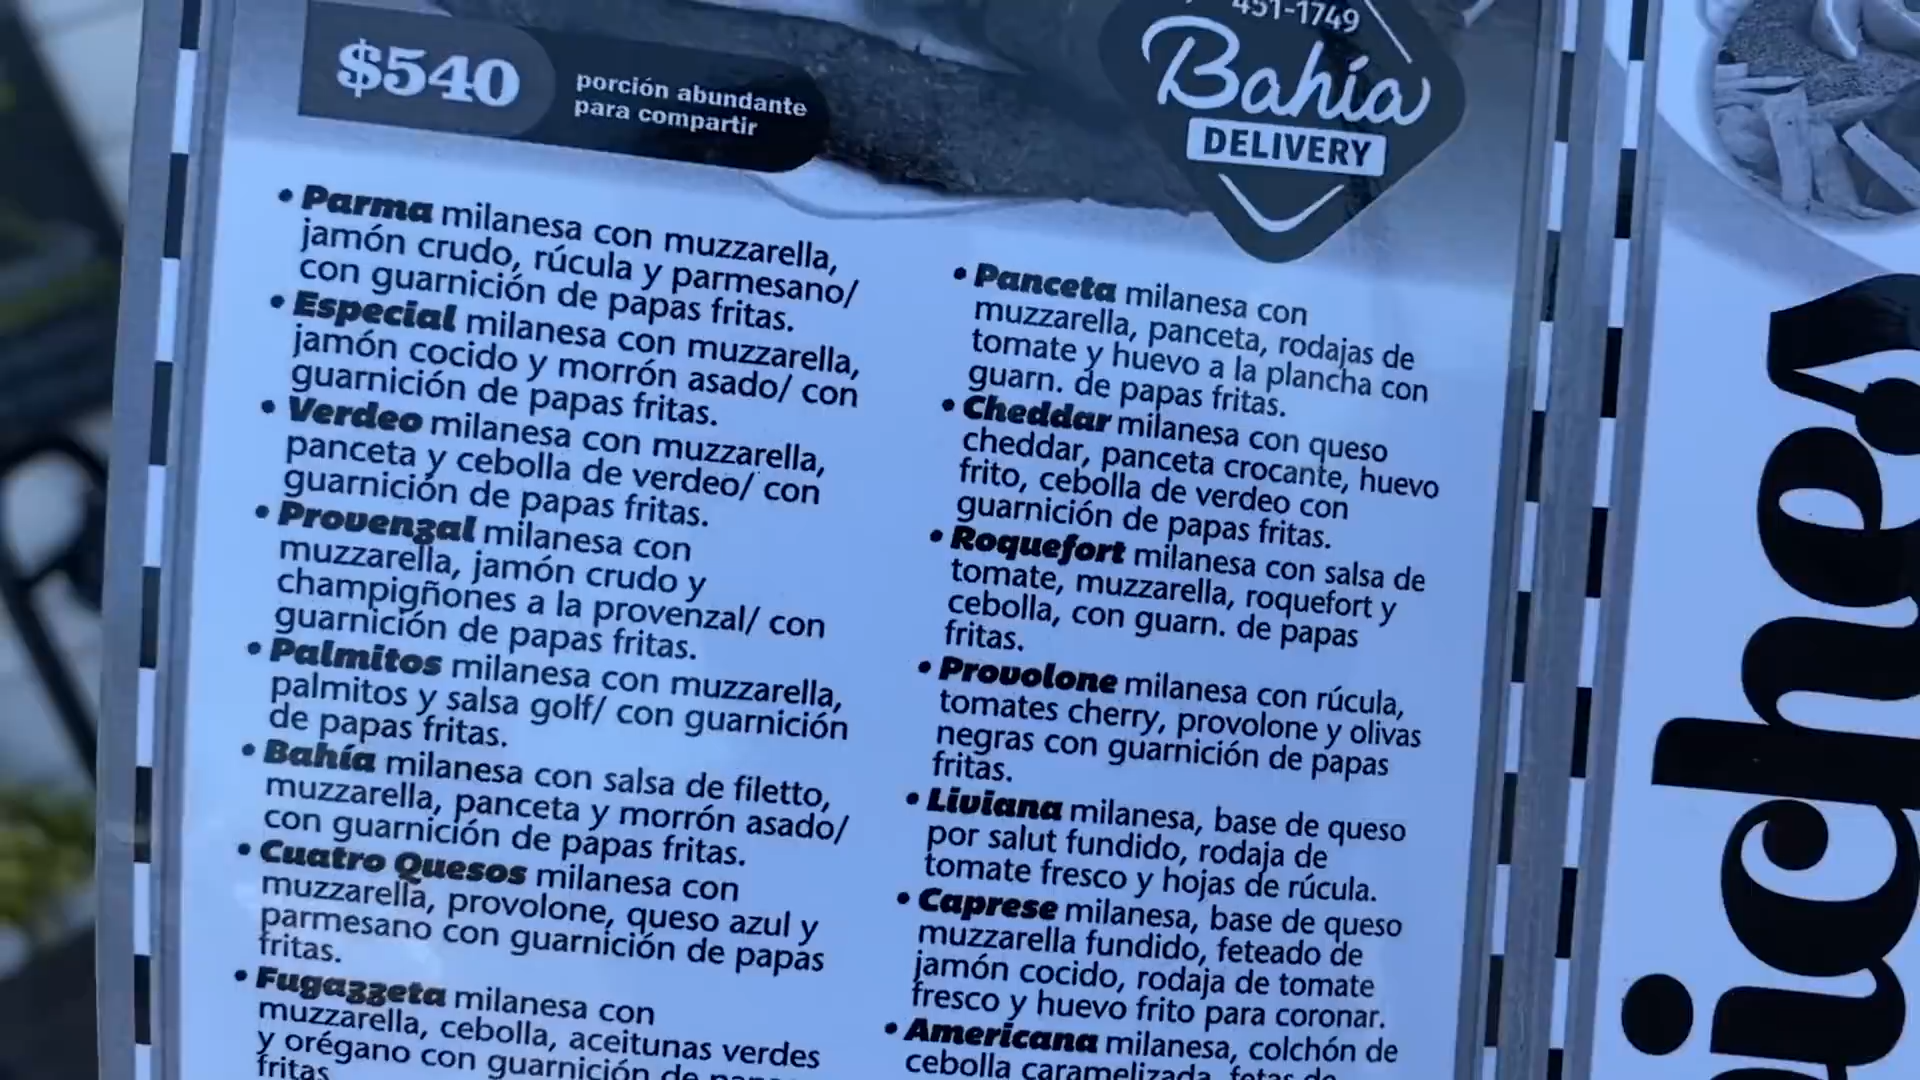 $540
porción abundante
para compartir
451-1749
Bahía
DELIVERY
• Parma milanesa con muzzarella,
jamón crudo, rúcula y parmesano/
con guarnición de papas fritas.
• Especial milanesa con muzzarella,
jamón cocido y morrón asado/ con
guarnición de papas fritas.
• Verdeo milanesa con muzzarella,
panceta y cebolla de verdeo/ con
guarnición de papas fritas.
• Provenzal milanesa con
muzzarella, jamón crudo y
champigñones a la provenzal/ con
guarnición de papas fritas.
• Palmitos milanesa con muzzarella,
palmitos y salsa golf/ con guarnición
de papas fritas.
• Bahía milanesa con salsa de filetto,
muzzarella, panceta y morrón asado/
con guarnición de papas fritas.
• Cuatro Quesos milanesa con
muzzarella, provolone, queso azul y
parmesano con guarnición de papas
fritas.
• Fugazzeta milanesa con
muzzarella, cebolla, aceitunas verdes
y orégano con guarnición de
fritas
• Panceta milanesa con
muzzarella, panceta, rodajas de
tomate y huevo a la plancha con
guarn. de papas fritas.
• Cheddar milanesa con queso
cheddar, panceta crocante, huevo
frito, cebolla de verdeo con
guarnición de papas fritas.
• Roquefort milanesa con salsa de
tomate, muzzarella, roquefort y
cebolla, con guarn. de papas
fritas.
• Provolone milanesa con rúcula,
tomates cherry, provolone y olivas
negras con guarnición de papas
fritas.
• Liviana milanesa, base de queso
por salut fundido, rodaja de
tomate fresco y hojas de rúcula.
• Caprese milanesa, base de queso
muzzarella fundido, feteado de
jamón cocido, rodaja de tomate
fresco y huevo frito para coronar.
• Americana milanesa, colchón de
cebolla caramelizada, fetas de
iches